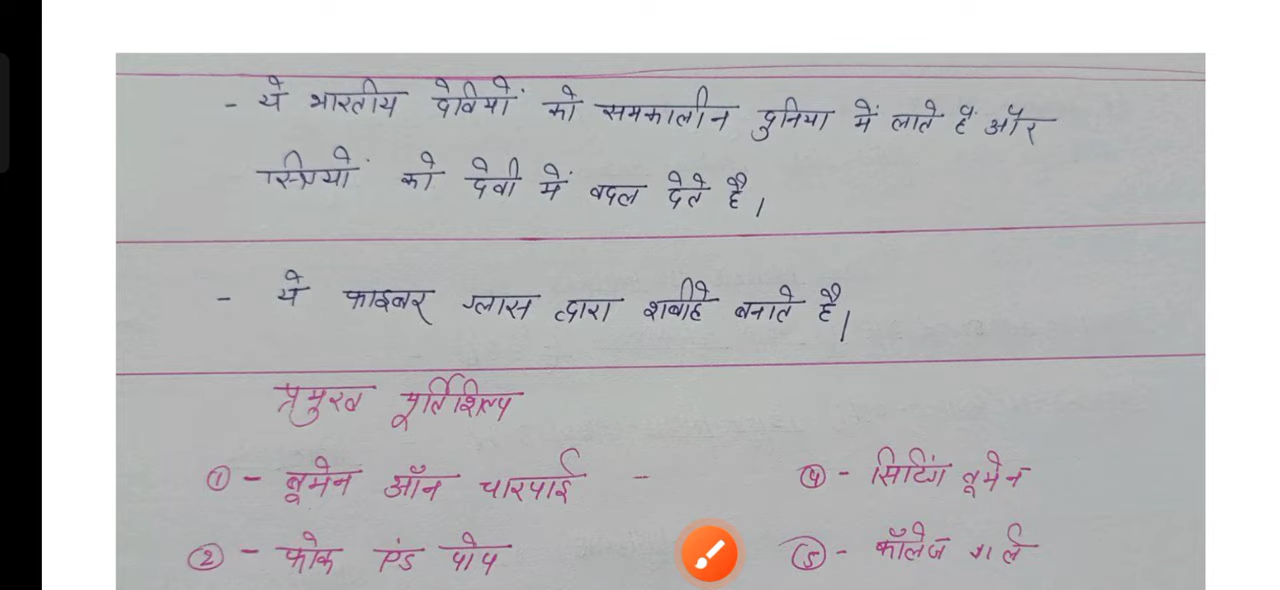 - ये भारतीय देवियों को समकालीन दुनिया में लाते हैं और
स्त्रियों को देवी में बदल देते है।
- ये फाइबर ग्लास द्वारा शबीहे बनाते है।
प्रमुख मूर्तिशिल्प
① - वूमेन ऑन चारपाई -
② - फोक एंड पोप
④ - सिटिंग वूमेन
⑤ - कॉलेज गर्ल